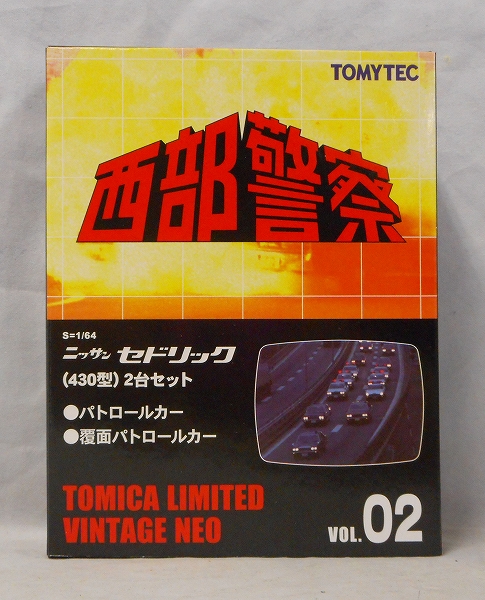 TOMYTEC
西部警察
S=1/64
ニッサン セドリック
(430型) 2台セット
●パトロールカー
●覆面パトロールカー
TOMICA LIMITED
VINTAGE NEO
VOL.02